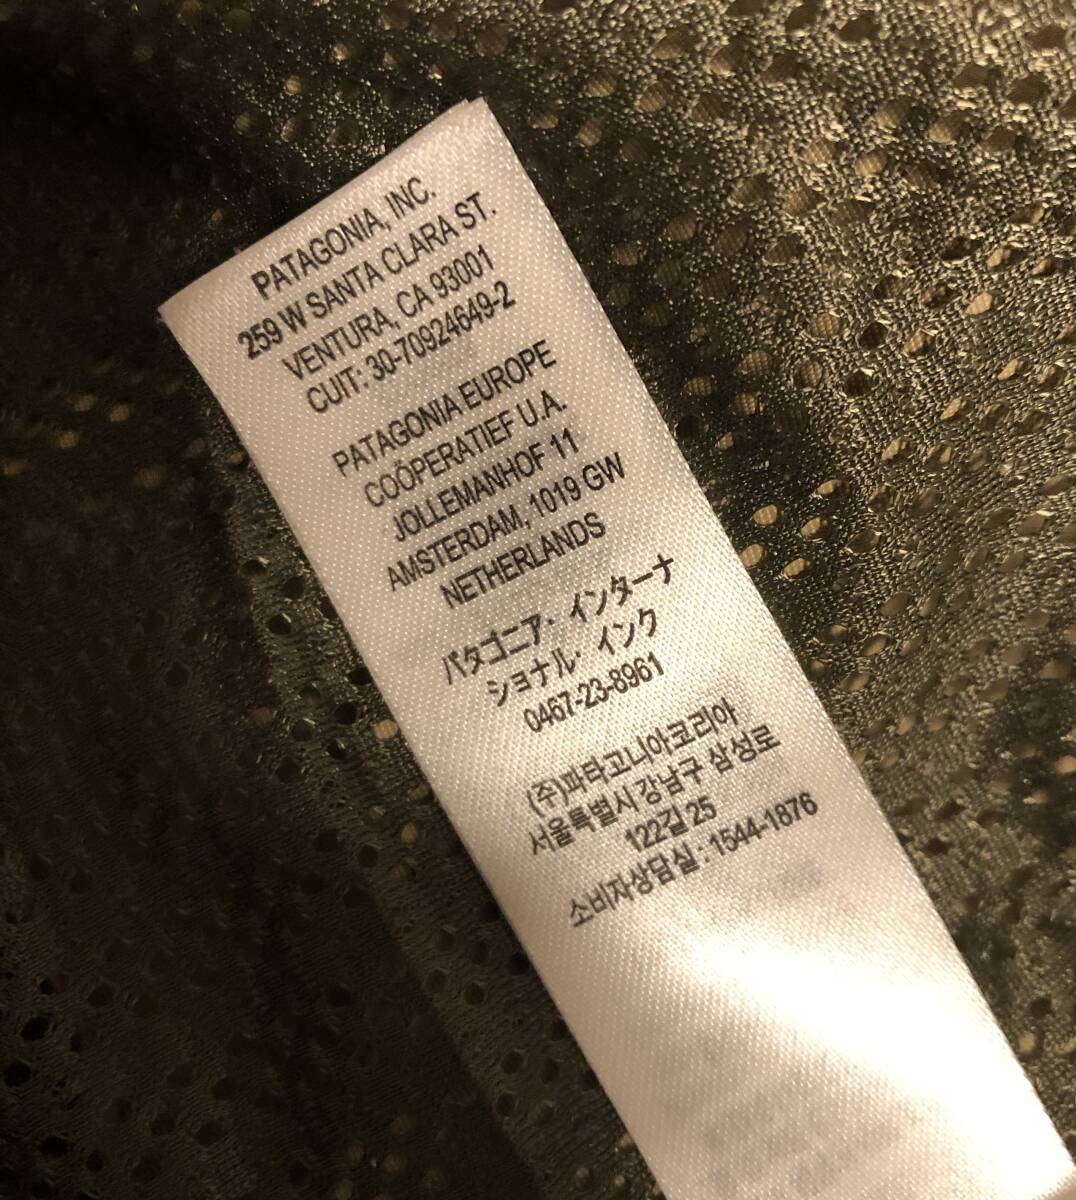 PATAGONIA, INC.
259 W SANTA CLARA ST.
VENTURA, CA 93001
CUIT: 30-70924649-2
PATAGONIA EUROPE
COÖPERATIEF U.A.
JOLLEMANHOF 11
AMSTERDAM, 1019 GW
NETHERLANDS
パタゴニア・インターナ
ショナル・インク
0467-23-8961
(주)파타고니아코리아
서울특별시 강남구 삼성로
122길 25
소비자상담실 : 1544-1876